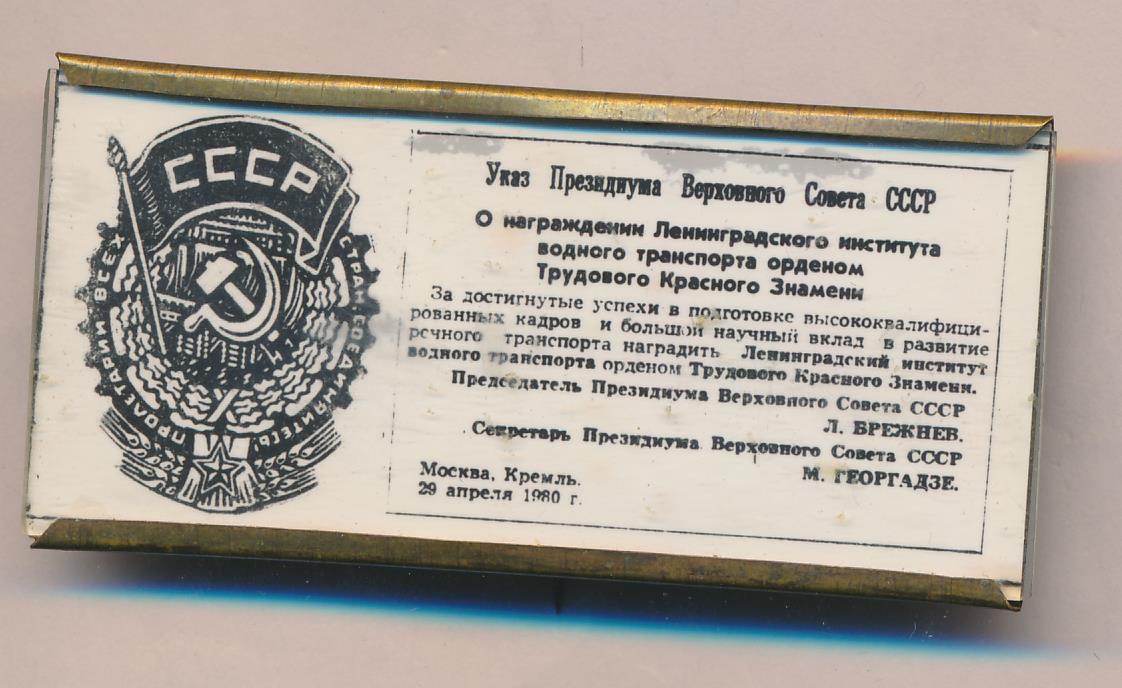 СССР
ПРОЛЕТАРИИ ВСЕХ
СТРАН СОЕДИНЯЙТЕСЬ
Указ Президиума Верховного Совета СССР
О награждении Ленинградского института
водного транспорта орденом
Трудового Красного Знамени
За достигнутые успехи в подготовке высококвалифици-
рованных кадров и большой научный вклад в развитие
речного транспорта наградить Ленинградский институт
водного транспорта орденом Трудового Красного Знамени.
Председатель Президиума Верховного Совета СССР
Л. БРЕЖНЕВ.
Секретарь Президиума Верховного Совета СССР
М. ГЕОРГАДЗЕ.
Москва, Кремль.
29 апреля 1980 г.